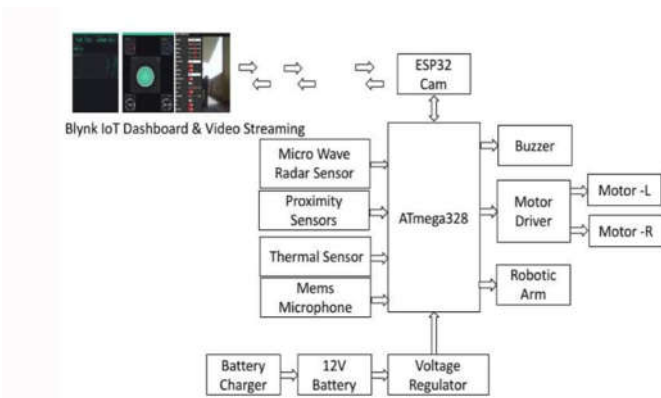 ESP32
Cam
Blynk IoT Dashboard & Video Streaming
Micro Wave
Radar Sensor
Buzzer
Proximity
Sensors
ATmega328
Motor
Driver
Motor -L
Motor -R
Thermal Sensor
Mems
Microphone
Robotic
Arm
Battery
Charger
12V
Battery
Voltage
Regulator